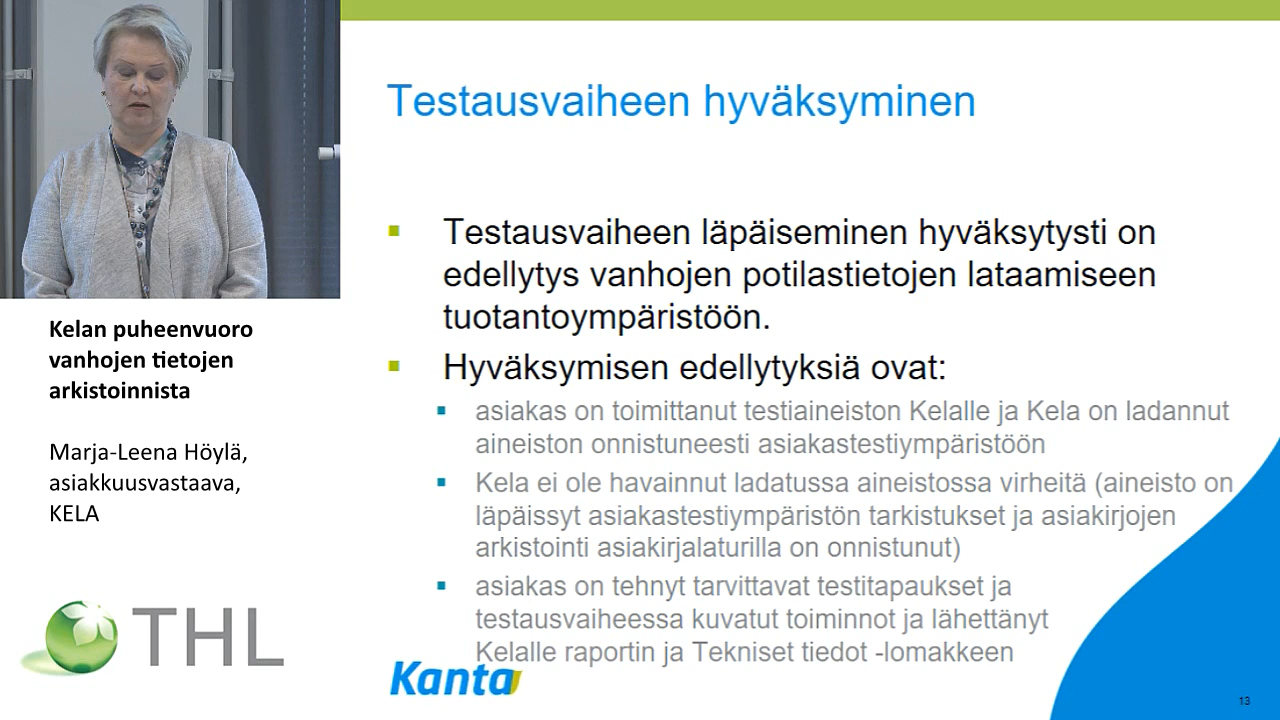 Kelan puheenvuoro
vanhojen tietojen
arkistoinnista
Marja-Leena Höylä,
asiakkuusvastaava,
KELA
THL
Testausvaiheen hyväksyminen
Testausvaiheen läpäiseminen hyväksytysti on
edellytys vanhojen potilastietojen lataamiseen
tuotantoympäristöön.
Hyväksymisen edellytyksiä ovat:
asiakas on toimittanut testiaineiston Kelalle ja Kela on ladannut
aineiston onnistuneesti asiakastestiympäristöön
Kela ei ole havainnut ladatussa aineistossa virheitä (aineisto on
läpäissyt asiakastestiympäristön tarkistukset ja asiakirjojen
arkistointi asiakirjalaturilla on onnistunut)
asiakas on tehnyt tarvittavat testitapaukset ja
testausvaiheessa kuvatut toiminnot ja lähettänyt
Kelalle raportin ja Tekniset tiedot -lomakkeen
Kanta
13